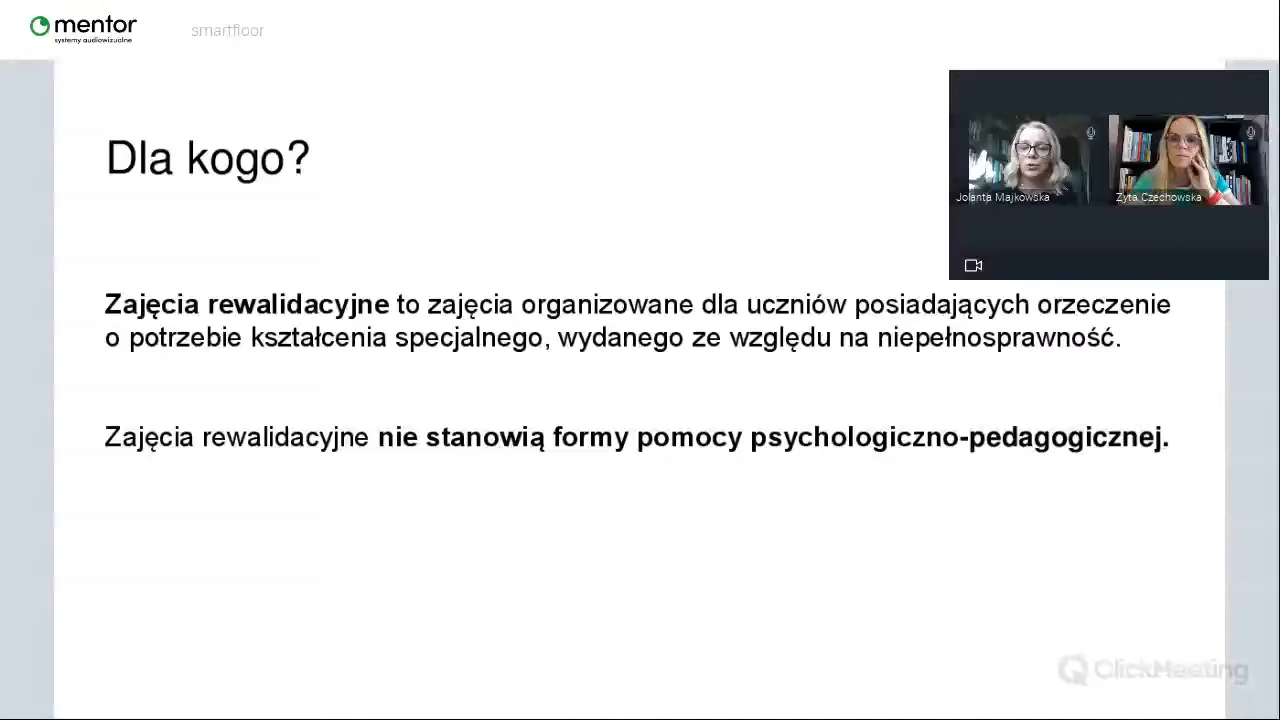 mentor
systemy audiowizualne
smartfloor
Dla kogo?
Jolanta Majkowska
Zyta Czechowska
Zajęcia rewalidacyjne to zajęcia organizowane dla uczniów posiadających orzeczenie
o potrzebie kształcenia specjalnego, wydanego ze względu na niepełnosprawność.
Zajęcia rewalidacyjne nie stanowią formy pomocy psychologiczno-pedagogicznej.
ClickMeeting